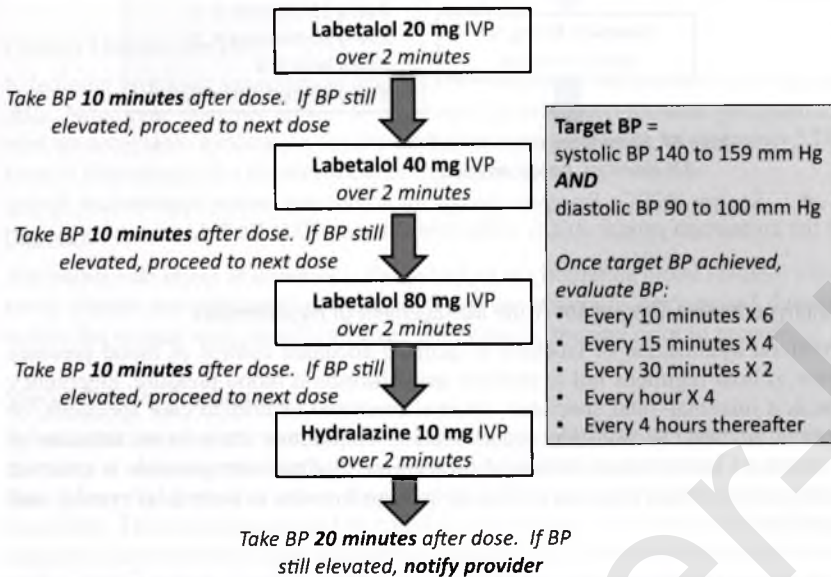 Labetalol 20 mg IVP
over 2 minutes
Take BP 10 minutes after dose. If BP still
elevated, proceed to next dose
Labetalol 40 mg IVP
over 2 minutes
Take BP 10 minutes after dose. If BP still
elevated, proceed to next dose
Labetalol 80 mg IVP
over 2 minutes
Take BP 10 minutes after dose. If BP still
elevated, proceed to next dose
Hydralazine 10 mg IVP
over 2 minutes
Take BP 20 minutes after dose. If BP
still elevated, notify provider
Target BP =
systolic BP 140 to 159 mm Hg
AND
diastolic BP 90 to 100 mm Hg
Once target BP achieved,
evaluate BP:
• Every 10 minutes X 6
• Every 15 minutes X 4
• Every 30 minutes X 2
• Every hour X 4
• Every 4 hours thereafter